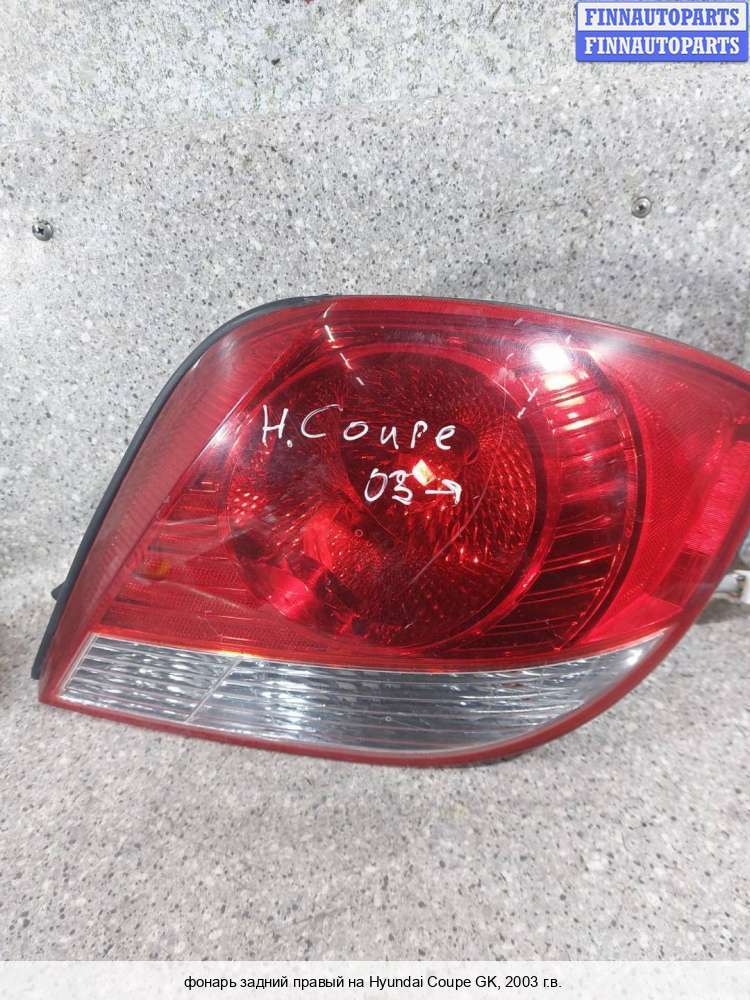 FINNAUTOPARTS
FINNAUTOPARTS
H. Coupe
03→
фонарь задний правый на Hyundai Coupe GK, 2003 г.в.